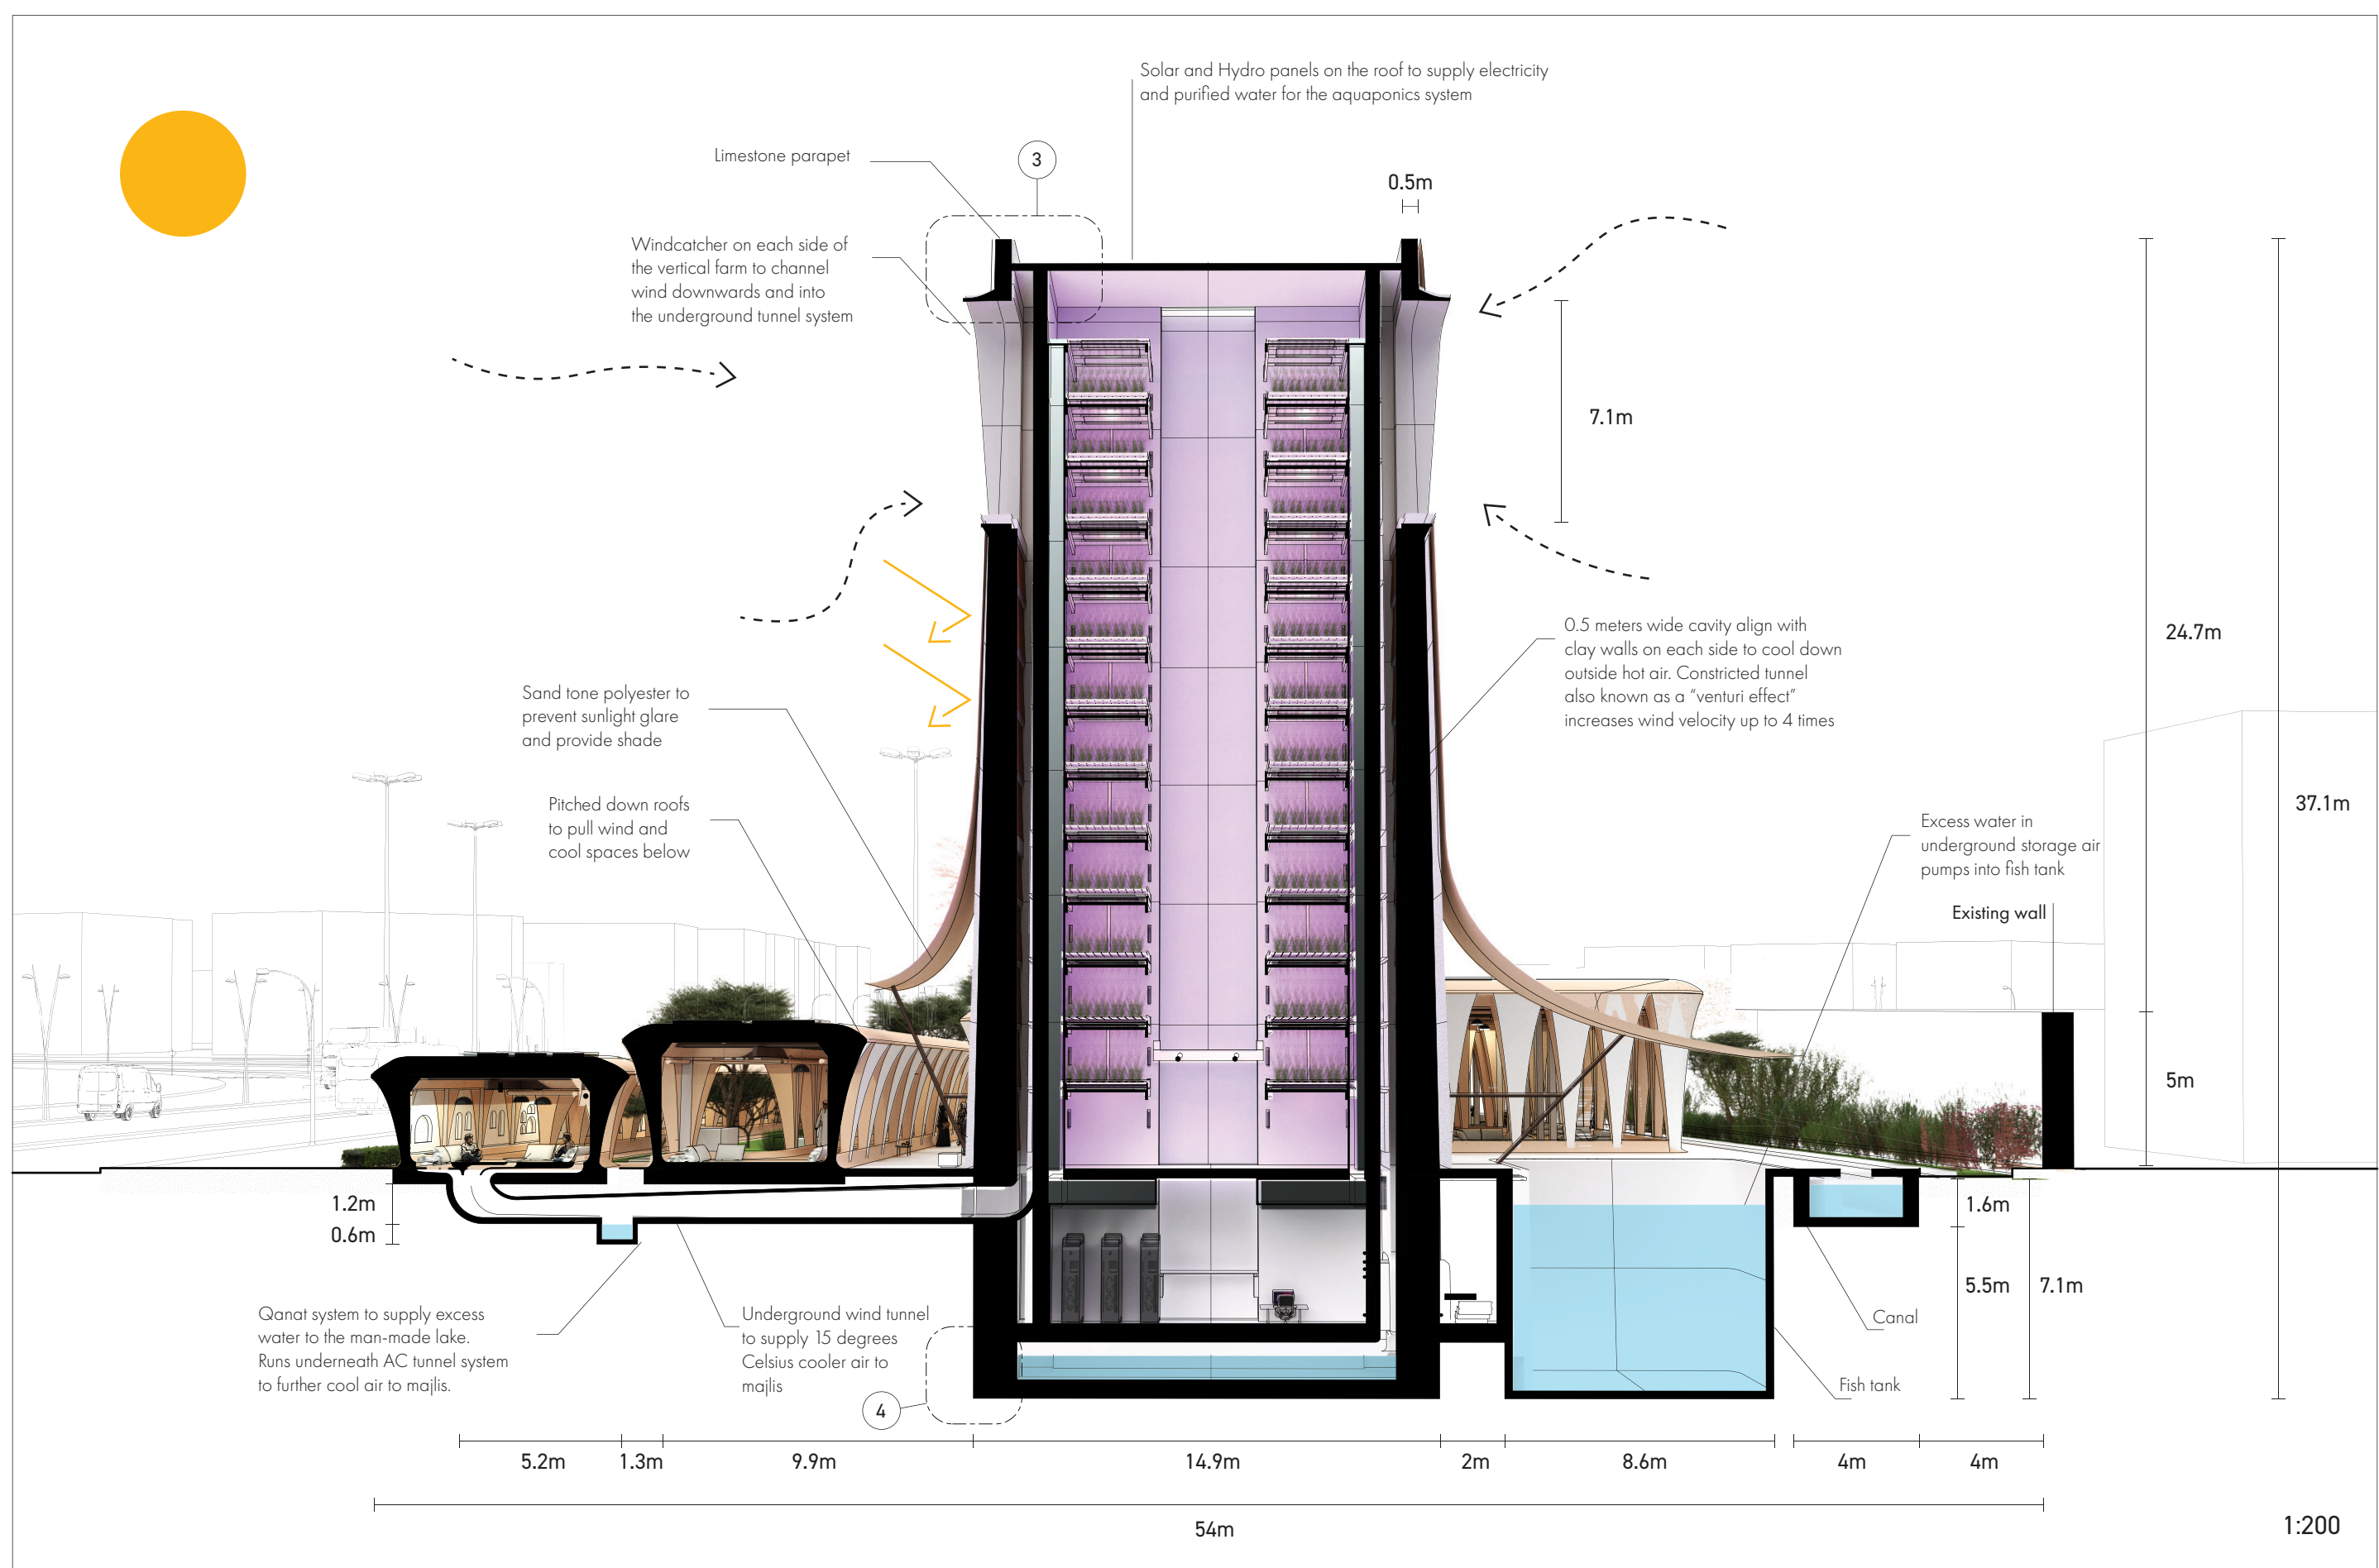 Solar and Hydro panels on the roof to supply electricity
and purified water for the aquaponics system
Limestone parapet
3
0.5m
Windcatcher on each side of
the vertical farm to channel
wind downwards and into
the underground tunnel system
7.1m
24.7m
0.5 meters wide cavity align with
clay walls on each side to cool down
outside hot air. Constricted tunnel
also known as a “venturi effect”
increases wind velocity up to 4 times
Sand tone polyester to
prevent sunlight glare
and provide shade
Pitched down roofs
to pull wind and
cool spaces below
37.1m
Excess water in
underground storage air
pumps into fish tank
Existing wall
5m
1.2m
0.6m
1.6m
5.5m
7.1m
Qanat system to supply excess
water to the man-made lake.
Runs underneath AC tunnel system
to further cool air to majlis.
Underground wind tunnel
to supply 15 degrees
Celsius cooler air to
majlis
Canal
Fish tank
4
5.2m
1.3m
9.9m
14.9m
2m
8.6m
4m
4m
54m
1:200